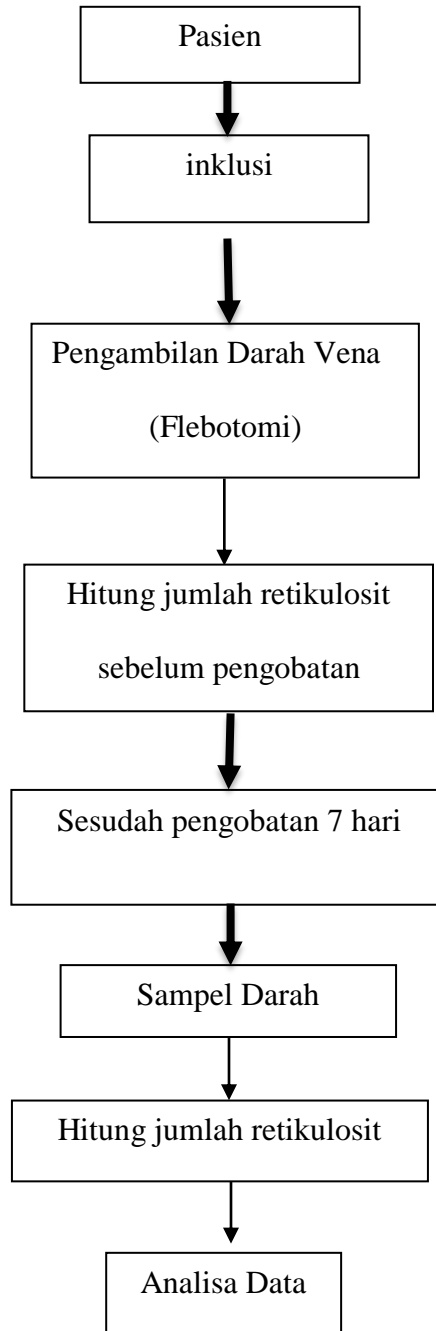 Pasien
inklusi
Pengambilan Darah Vena
(Flebotomi)
Hitung jumlah retikulosit
sebelum pengobatan
Sesudah pengobatan 7 hari
Sampel Darah
Hitung jumlah retikulosit
Analisa Data